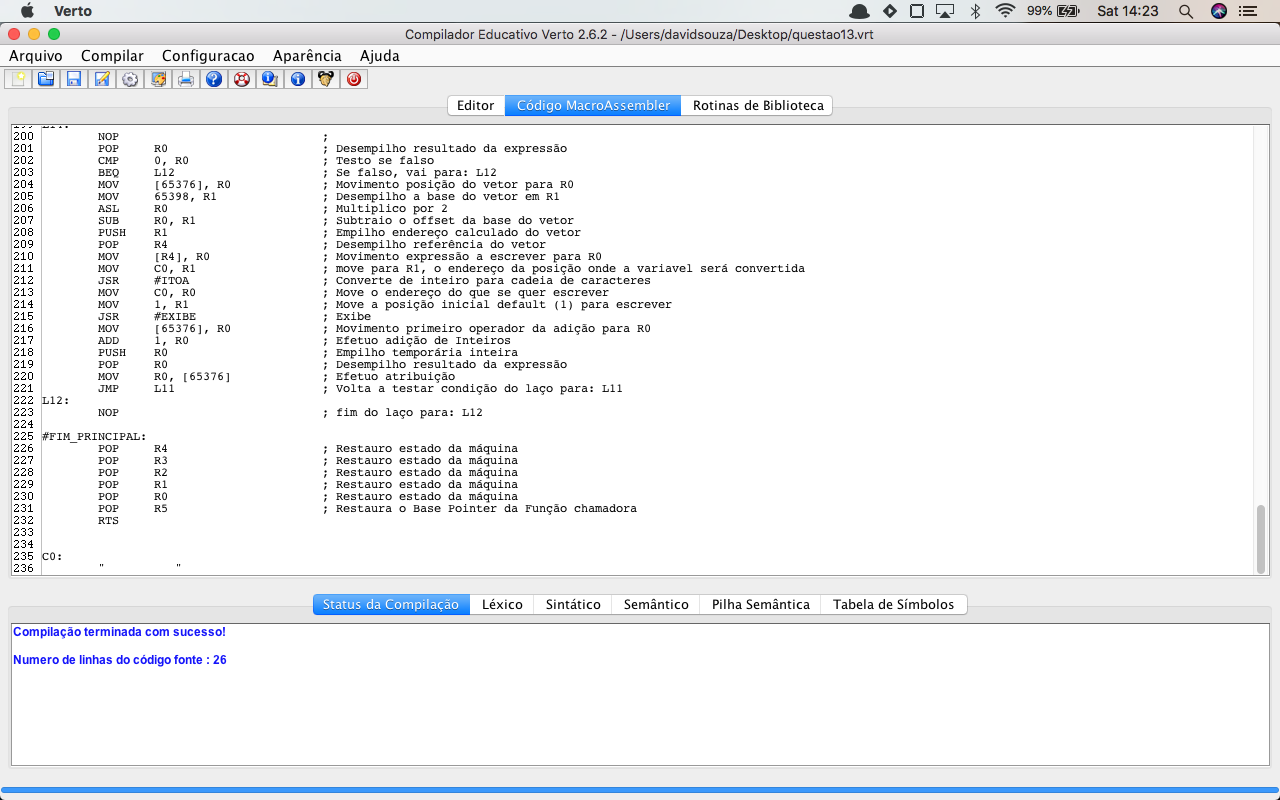 Verto 99% Sat 14:23
Compilador Educativo Verto 2.6.2 - /Users/davidsouza/Desktop/questao13.vrt
Arquivo Compilar Configuracao Aparência Ajuda
Editor Código MacroAssembler Rotinas de Biblioteca
200 NOP ;
201 POP R0 ; Desempilho resultado da expressão
202 CMP 0, R0 ; Testo se falso
203 BEQ L12 ; Se falso, vai para: L12
204 MOV [65376], R0 ; Movimento posição do vetor para R0
205 MOV 65398, R1 ; Desempilho a base do vetor em R1
206 ASL R0 ; Multiplico por 2
207 SUB R0, R1 ; Subtraio o offset da base do vetor
208 PUSH R1 ; Empilho endereço calculado do vetor
209 POP R4 ; Desempilho referência do vetor
210 MOV [R4], R0 ; Movimento expressão a escrever para R0
211 MOV C0, R1 ; move para R1, o endereço da posição onde a variavel será convertida
212 JSR #ITOA ; Converte de inteiro para cadeia de caracteres
213 MOV C0, R0 ; Move o endereço do que se quer escrever
214 MOV 1, R1 ; Move a posição inicial default (1) para escrever
215 JSR #EXIBE ; Exibe
216 MOV [65376], R0 ; Movimento primeiro operador da adição para R0
217 ADD 1, R0 ; Efetuo adição de Inteiros
218 PUSH R0 ; Empilho temporária inteira
219 POP R0 ; Desempilho resultado da expressão
220 MOV R0, [65376] ; Efetuo atribuição
221 JMP L11 ; Volta a testar condição do laço para: L11
222 L12:
223 NOP ; fim do laço para: L12
224
225 #FIM_PRINCIPAL:
226 POP R4 ; Restauro estado da máquina
227 POP R3 ; Restauro estado da máquina
228 POP R2 ; Restauro estado da máquina
229 POP R1 ; Restauro estado da máquina
230 POP R0 ; Restauro estado da máquina
231 POP R5 ; Restaura o Base Pointer da Função chamadora
232 RTS
233
234
235 C0:
236 " "
Status da Compilação Léxico Sintático Semântico Pilha Semântica Tabela de Símbolos
Compilação terminada com sucesso!
Numero de linhas do código fonte : 26